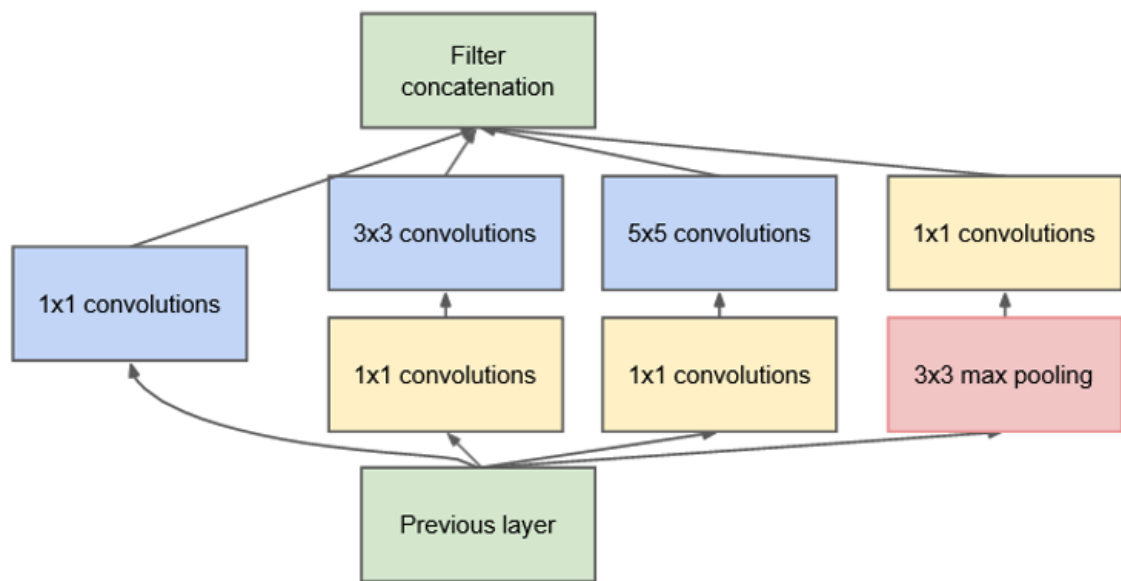 Filter
concatenation
3x3 convolutions
5x5 convolutions
1x1 convolutions
1x1 convolutions
1x1 convolutions
1x1 convolutions
3x3 max pooling
Previous layer